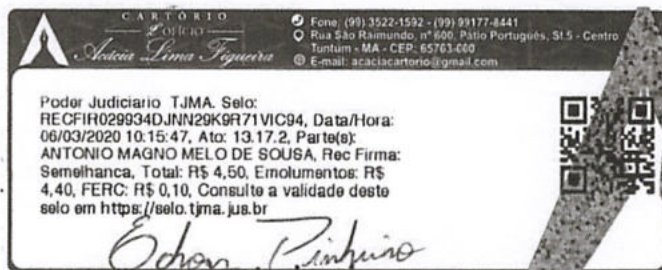 CARTÓRIO
2º OFÍCIO
Acácia Lima Figueira
Fone: (99) 3522-1592 - (99) 99177-8441
Rua São Raimundo, nº 600, Pátio Português, Sl.5 - Centro
Tuntum - MA - CEP: 65763-000
E-mail: acaciacartorio@gmail.com
Poder Judiciario TJMA. Selo:
RECFIR029934DJNN29K9R71VIC94, Data/Hora:
06/03/2020 10:15:47, Ato: 13.17.2, Parte(s):
ANTONIO MAGNO MELO DE SOUSA, Rec Firma:
Semelhanca, Total: R$ 4,50, Emolumentos: R$
4,40, FERC: R$ 0,10, Consulte a validade deste
selo em https://selo.tjma.jus.br
Pinheiro